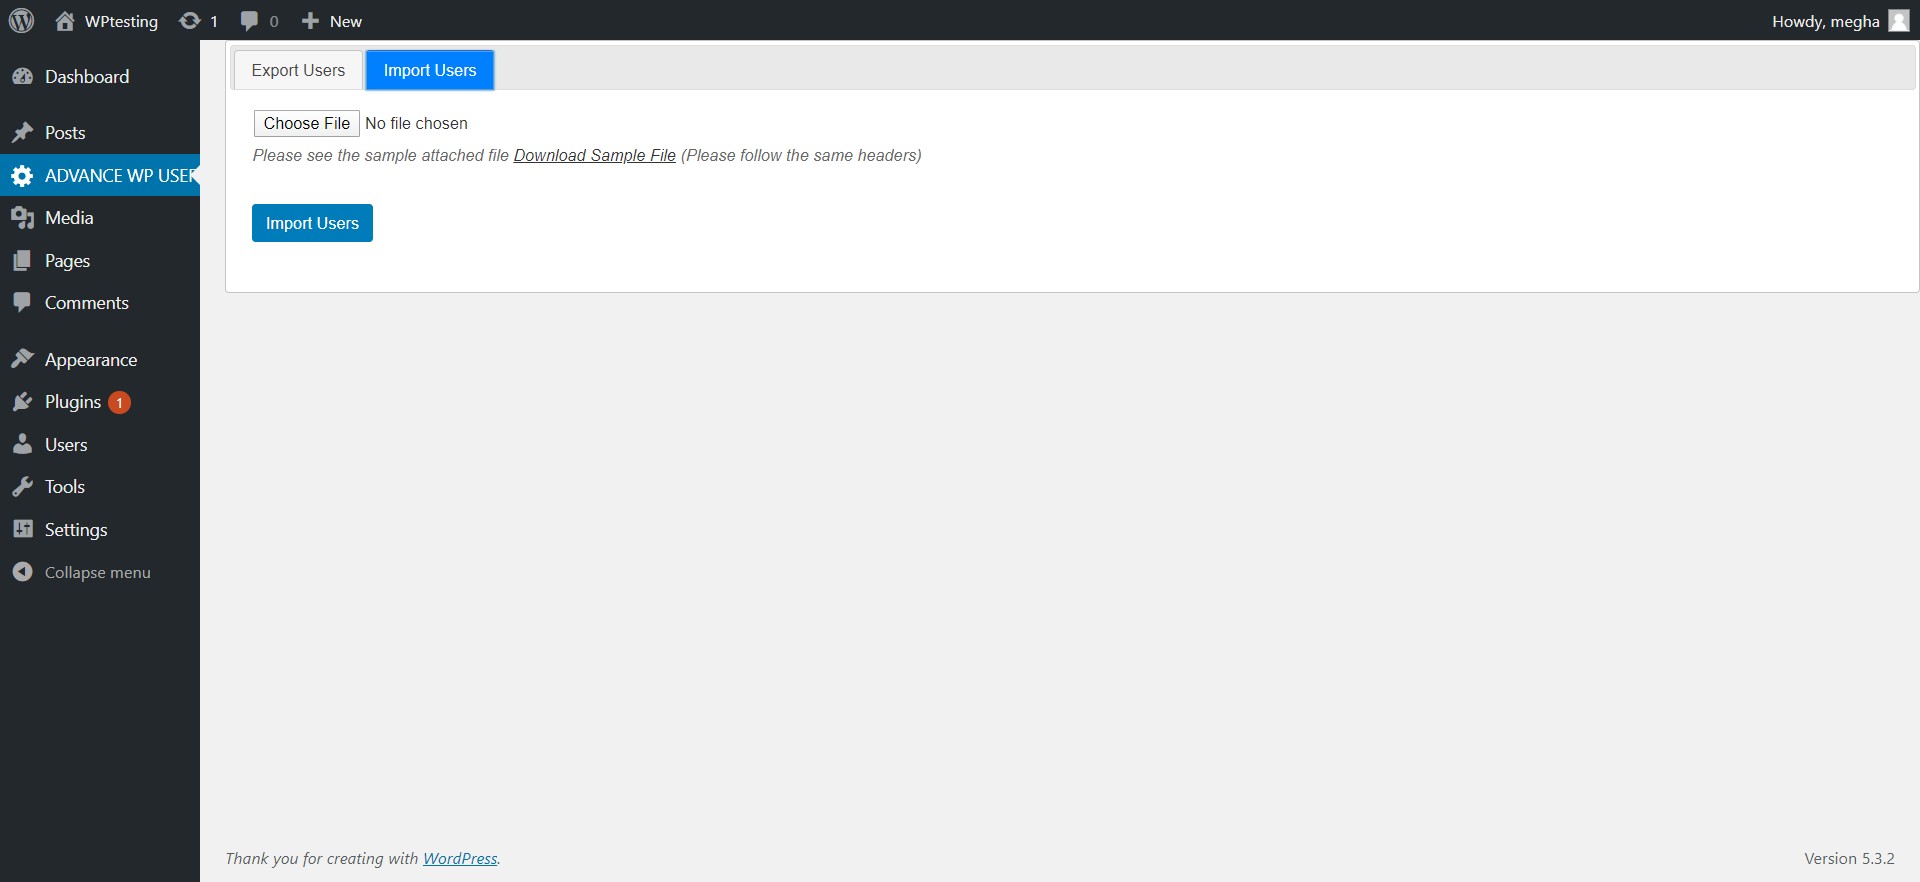 WPtesting 1 0 New Howdy, megha
Dashboard
Posts
ADVANCE WP USER
Media
Pages
Comments
Appearance
Plugins 1
Users
Tools
Settings
Collapse menu
Export Users Import Users
Choose File No file chosen
Please see the sample attached file Download Sample File (Please follow the same headers)
Import Users
Thank you for creating with WordPress. Version 5.3.2